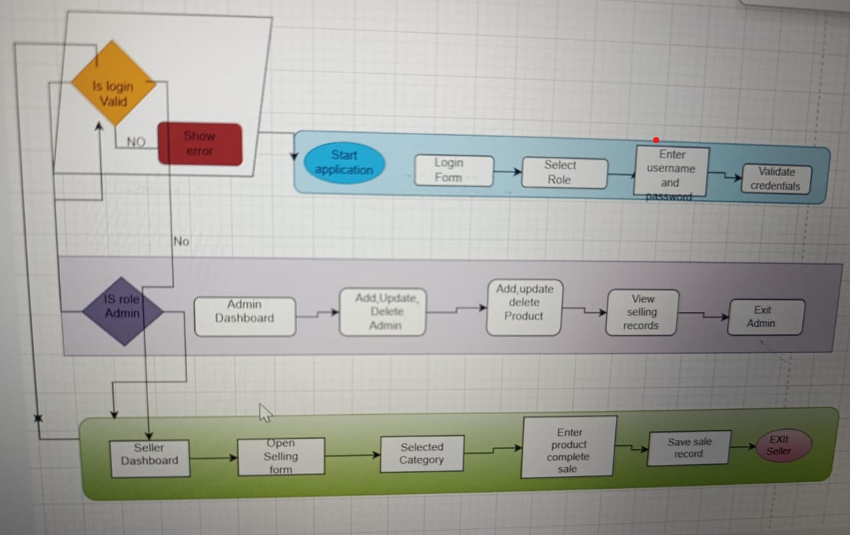 Is login
Valid
NO
Show
error
Start
application
Login
Form
Select
Role
Enter
username
and
password
Validate
credentials
No
IS role
Admin
Admin
Dashboard
Add,Update,
Delete
Admin
Add,update
delete
Product
View
selling
records
Exit
Admin
Seller
Dashboard
Open
Selling
form
Selected
Category
Enter
product
complete
sale
Save sale
record
EXIt
Seller